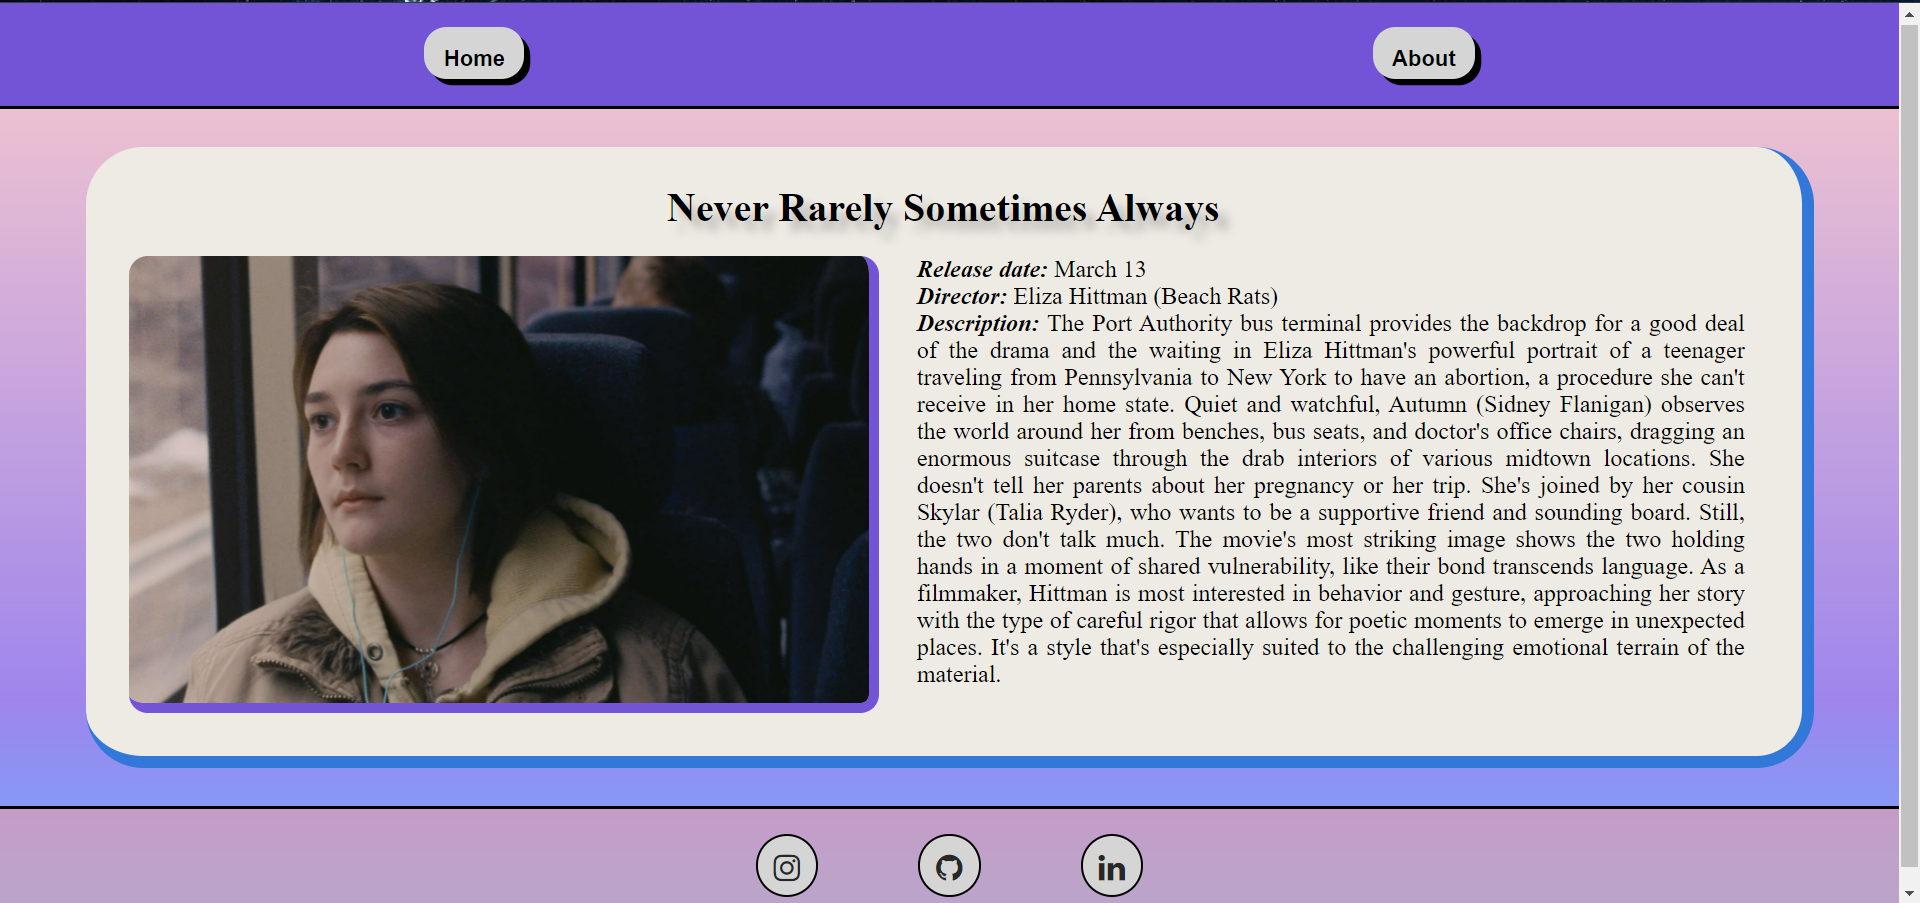 Home
About
Never Rarely Sometimes Always
Release date: March 13
Director: Eliza Hittman (Beach Rats)
Description: The Port Authority bus terminal provides the backdrop for a good deal
of the drama and the waiting in Eliza Hittman's powerful portrait of a teenager
traveling from Pennsylvania to New York to have an abortion, a procedure she can't
receive in her home state. Quiet and watchful, Autumn (Sidney Flanigan) observes
the world around her from benches, bus seats, and doctor's office chairs, dragging an
enormous suitcase through the drab interiors of various midtown locations. She
doesn't tell her parents about her pregnancy or her trip. She's joined by her cousin
Skylar (Talia Ryder), who wants to be a supportive friend and sounding board. Still,
the two don't talk much. The movie's most striking image shows the two holding
hands in a moment of shared vulnerability, like their bond transcends language. As a
filmmaker, Hittman is most interested in behavior and gesture, approaching her story
with the type of careful rigor that allows for poetic moments to emerge in unexpected
places. It's a style that's especially suited to the challenging emotional terrain of the
material.
in